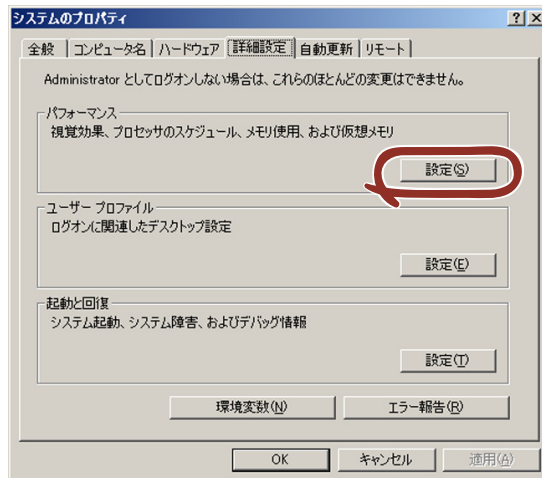 システムのプロパティ
全般 コンピュータ名 ハードウェア 詳細設定 自動更新 リモート
Administrator としてログオンしない場合は、これらのほとんどの変更はできません。
パフォーマンス
視覚効果、プロセッサのスケジュール、メモリ使用、および仮想メモリ
設定(S)
ユーザー プロファイル
ログオンに関連したデスクトップ設定
設定(E)
起動と回復
システム起動、システム障害、およびデバッグ情報
設定(T)
環境変数(N) エラー報告(R)
OK キャンセル 適用(A)